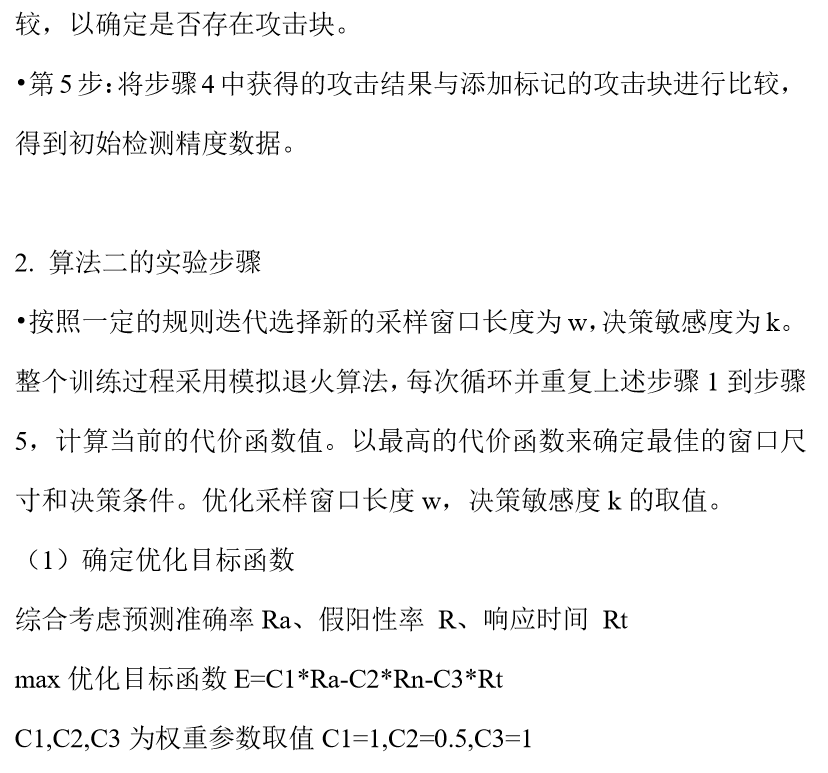 较，以确定是否存在攻击块。
•第5步：将步骤4中获得的攻击结果与添加标记的攻击块进行比较，
得到初始检测精度数据。
2. 算法二的实验步骤
•按照一定的规则迭代选择新的采样窗口长度为w，决策敏感度为k。
整个训练过程采用模拟退火算法，每次循环并重复上述步骤1到步骤
5，计算当前的代价函数值。以最高的代价函数来确定最佳的窗口尺
寸和决策条件。优化采样窗口长度w，决策敏感度k的取值。
（1）确定优化目标函数
综合考虑预测准确率Ra、假阳性率 R、响应时间 Rt
max优化目标函数E=C1*Ra-C2*Rn-C3*Rt
C1,C2,C3为权重参数取值C1=1,C2=0.5,C3=1